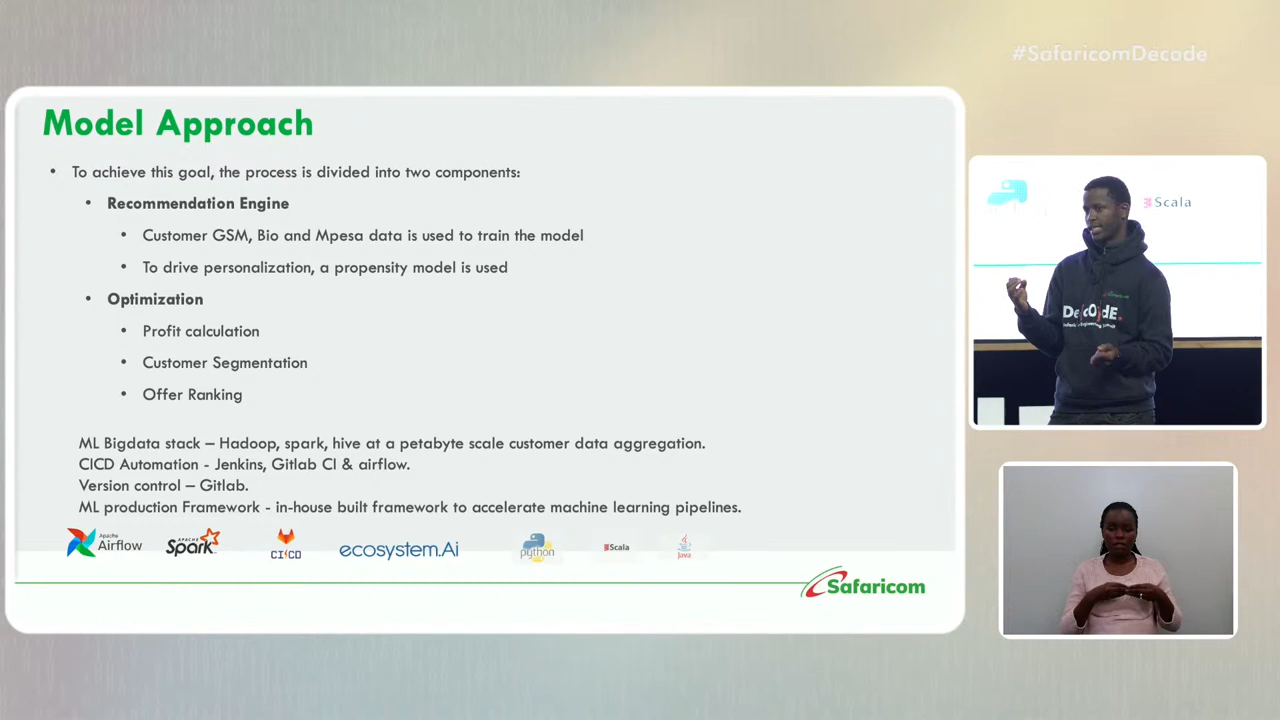 #SafaricomDecode
Model Approach
• To achieve this goal, the process is divided into two components:
• Recommendation Engine
• Customer GSM, Bio and Mpesa data is used to train the model
• To drive personalization, a propensity model is used
• Optimization
• Profit calculation
• Customer Segmentation
• Offer Ranking
ML Bigdata stack – Hadoop, spark, hive at a petabyte scale customer data aggregation.
CICD Automation - Jenkins, Gitlab CI & airflow.
Version control – Gitlab.
ML production Framework - in-house built framework to accelerate machine learning pipelines.
Apache Airflow
APACHE Spark
CI CD
ecosystem.Ai
python
Scala
Java
Safaricom
Scala